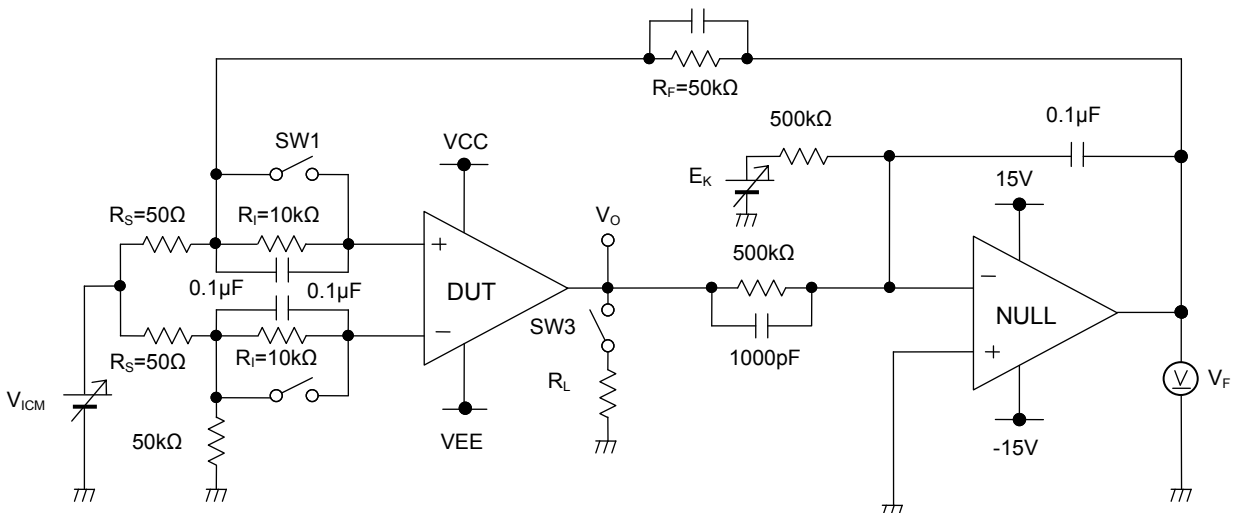 R_F=50kΩ
500kΩ
0.1µF
SW1
VCC
E_K
15V
R_S=50Ω
R_I=10kΩ
V_O
+
500kΩ
−
0.1µF
0.1µF
DUT
NULL
−
SW3
+
R_S=50Ω
R_I=10kΩ
1000pF
V_ICM
R_L
V
V_F
50kΩ
VEE
-15V